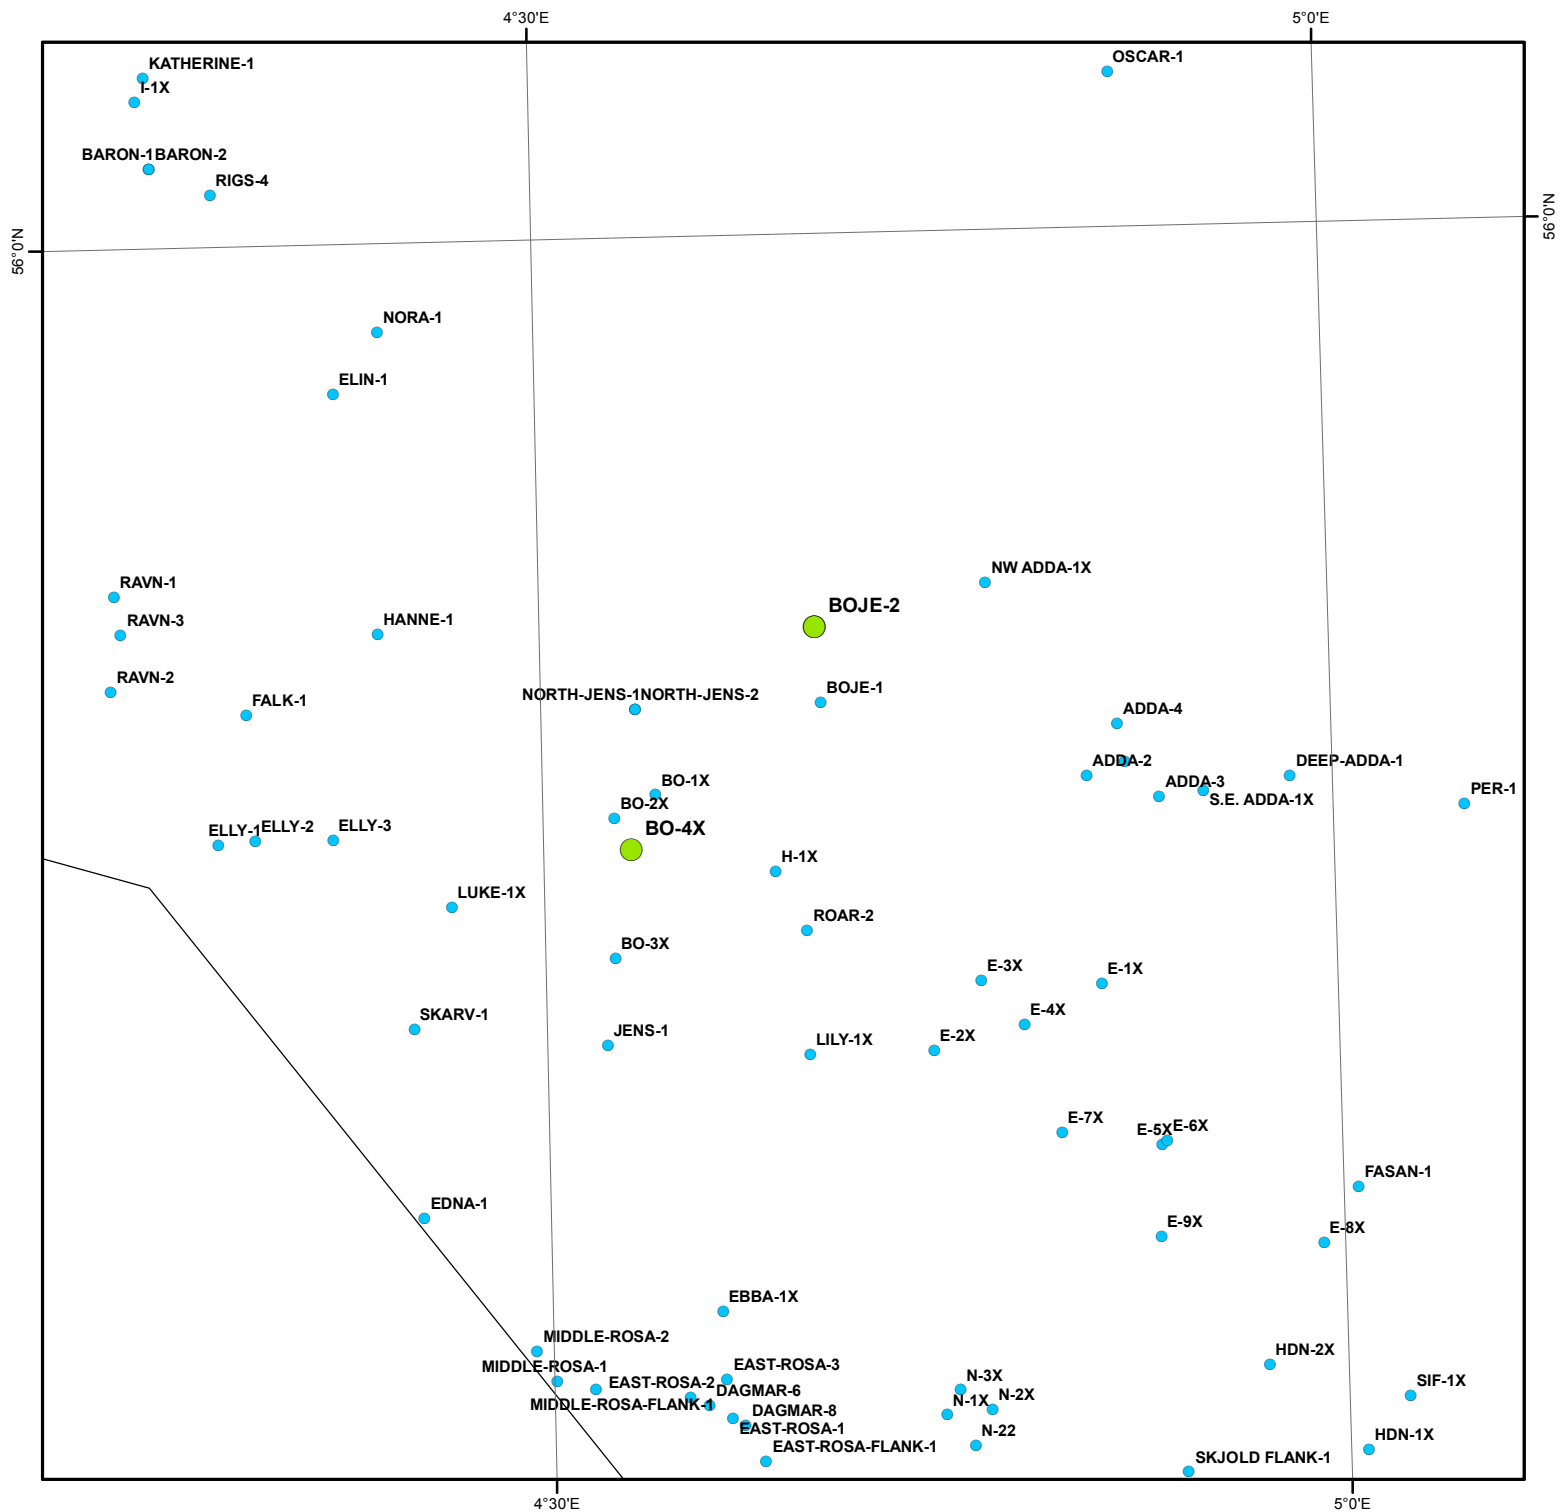 4°30'E
5°0'E
KATHERINE-1
OSCAR-1
I-1X
BARON-1BARON-2
RIGS-4
56°0'N
56°0'N
NORA-1
ELIN-1
NW ADDA-1X
RAVN-1
BOJE-2
RAVN-3
HANNE-1
RAVN-2
BOJE-1
NORTH-JENS-1NORTH-JENS-2
FALK-1
ADDA-4
ADDA-2
DEEP-ADDA-1
BO-1X
ADDA-3
PER-1
S.E. ADDA-1X
BO-2X
BO-4X
ELLY-1
ELLY-2
ELLY-3
H-1X
LUKE-1X
ROAR-2
BO-3X
E-3X
E-1X
E-4X
SKARV-1
JENS-1
E-2X
LILY-1X
E-7X
E-5X
E-6X
FASAN-1
EDNA-1
E-9X
E-8X
EBBA-1X
MIDDLE-ROSA-2
HDN-2X
MIDDLE-ROSA-1
EAST-ROSA-3
N-3X
SIF-1X
EAST-ROSA-2
DAGMAR-6
N-2X
MIDDLE-ROSA-FLANK-1
N-1X
DAGMAR-8
EAST-ROSA-1
N-22
HDN-1X
EAST-ROSA-FLANK-1
SKJOLD FLANK-1
4°30'E
5°0'E